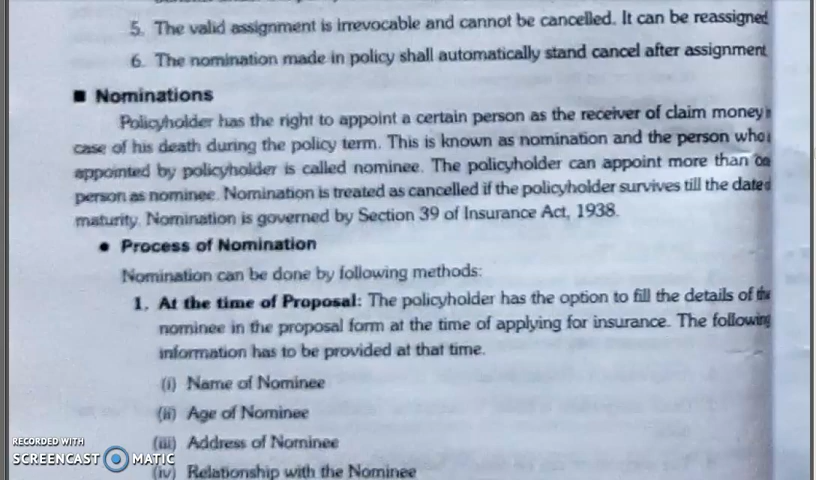 5. The valid assignment is irrevocable and cannot be cancelled. It can be reassigned
6. The nomination made in policy shall automatically stand cancel after assignment
■ Nominations
Policyholder has the right to appoint a certain person as the receiver of claim money
case of his death during the policy term. This is known as nomination and the person who
appointed by policyholder is called nominee. The policyholder can appoint more than
person as nominee. Nomination is treated as cancelled if the policyholder survives till the date
maturity. Nomination is governed by Section 39 of Insurance Act, 1938.
• Process of Nomination
Nomination can be done by following methods:
1. At the time of Proposal: The policyholder has the option to fill the details of the
nominee in the proposal form at the time of applying for insurance. The following
information has to be provided at that time.
(i) Name of Nominee
(ii) Age of Nominee
(iii) Address of Nominee
(iv) Relationship with the Nominee
RECORDED WITH
SCREENCAST MATIC